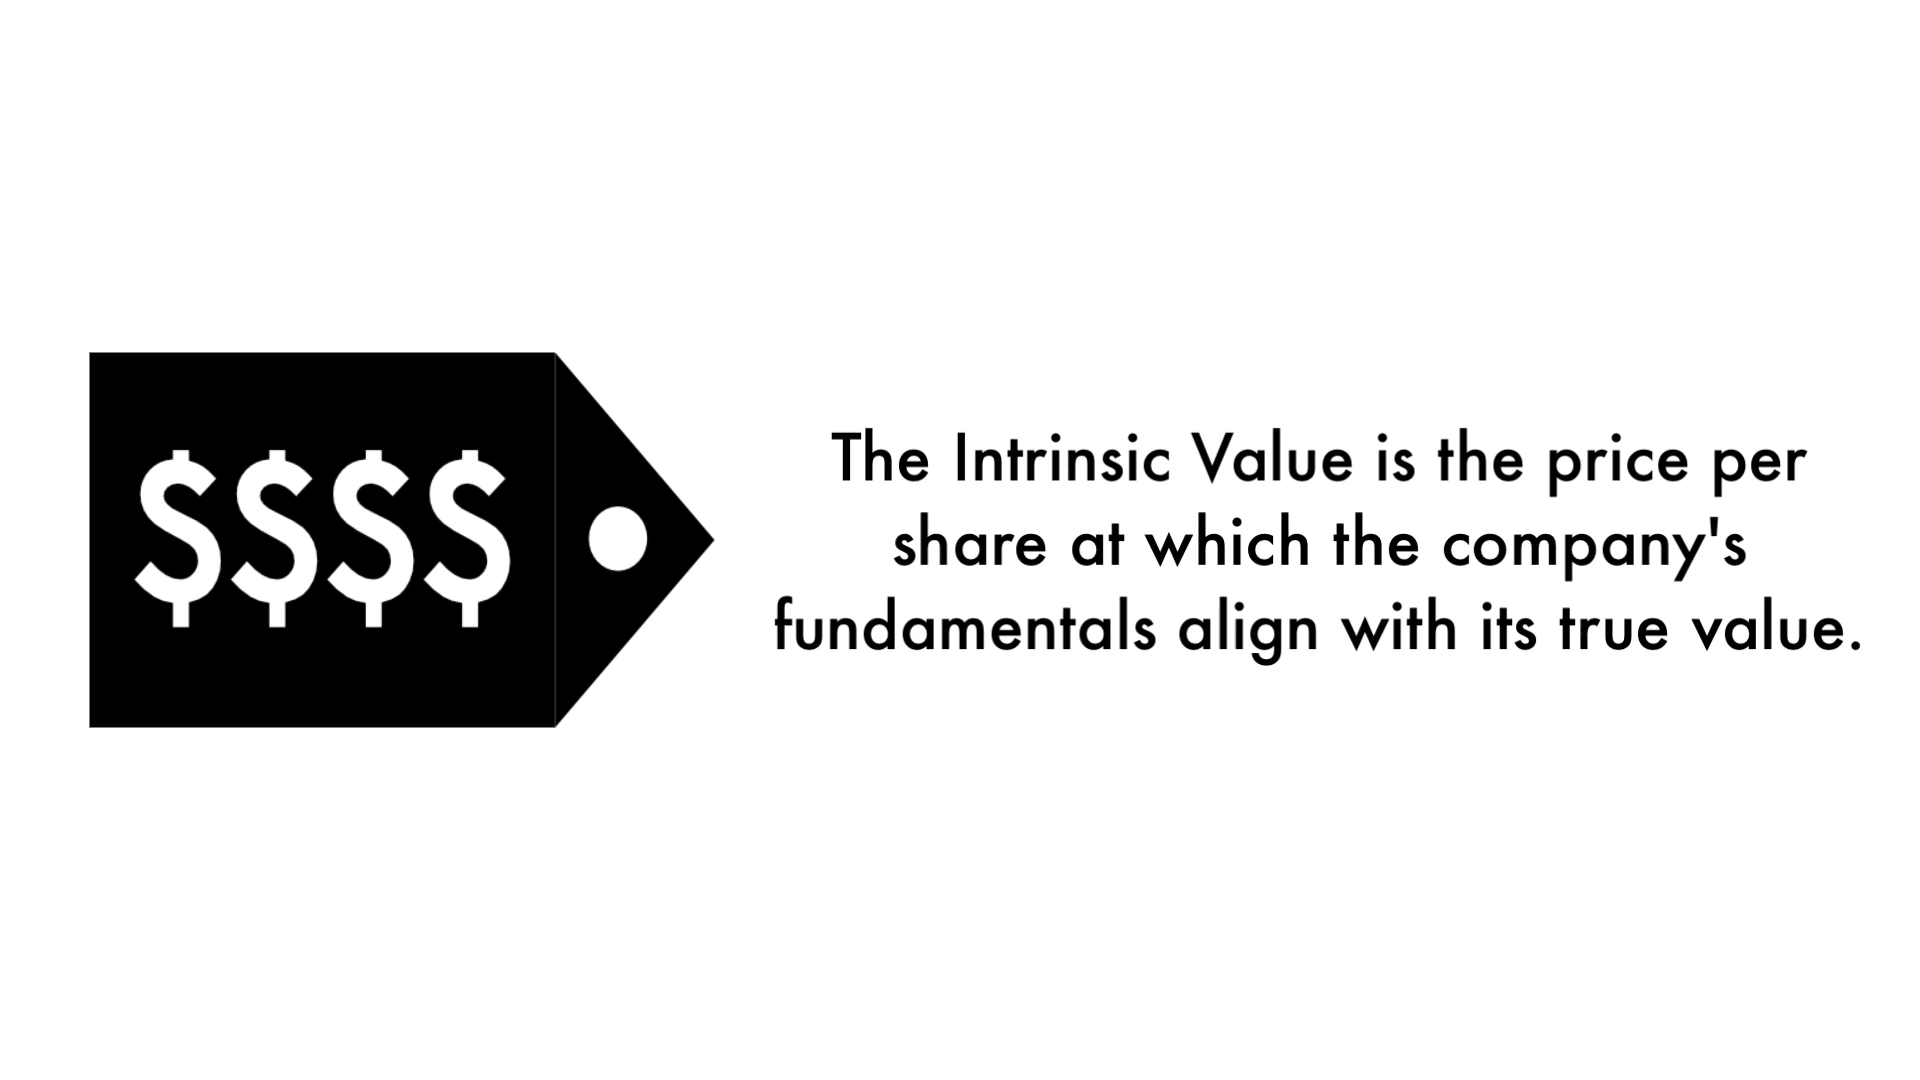 $$$$
The Intrinsic Value is the price per
share at which the company's
fundamentals align with its true value.